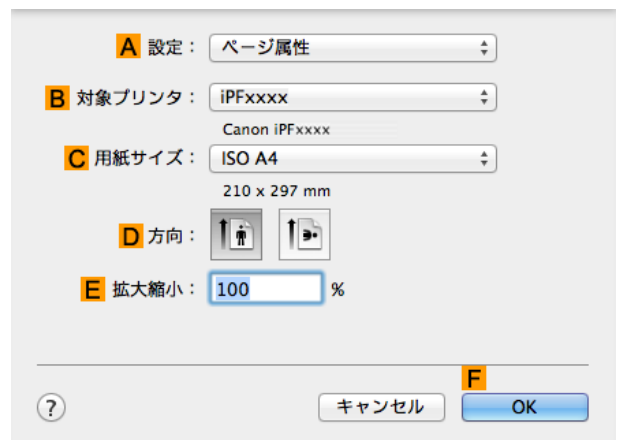 A 設定： ページ属性
B 対象プリンタ： iPFxxxx
Canon iPFxxxx
C 用紙サイズ： ISO A4
210 x 297 mm
D 方向：
E 拡大縮小： 100 %
F
? キャンセル OK